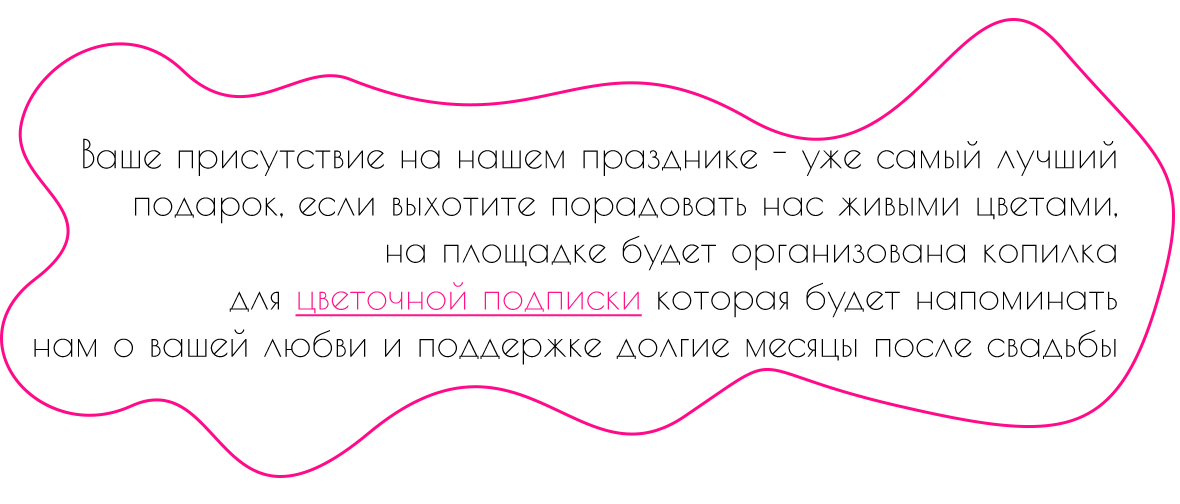 Ваше присутствие на нашем празднике – уже самый лучший
подарок, если выхотите порадовать нас живыми цветами,
на площадке будет организована копилка
для цветочной подписки которая будет напоминать
нам о вашей любви и поддержке долгие месяцы после свадьбы